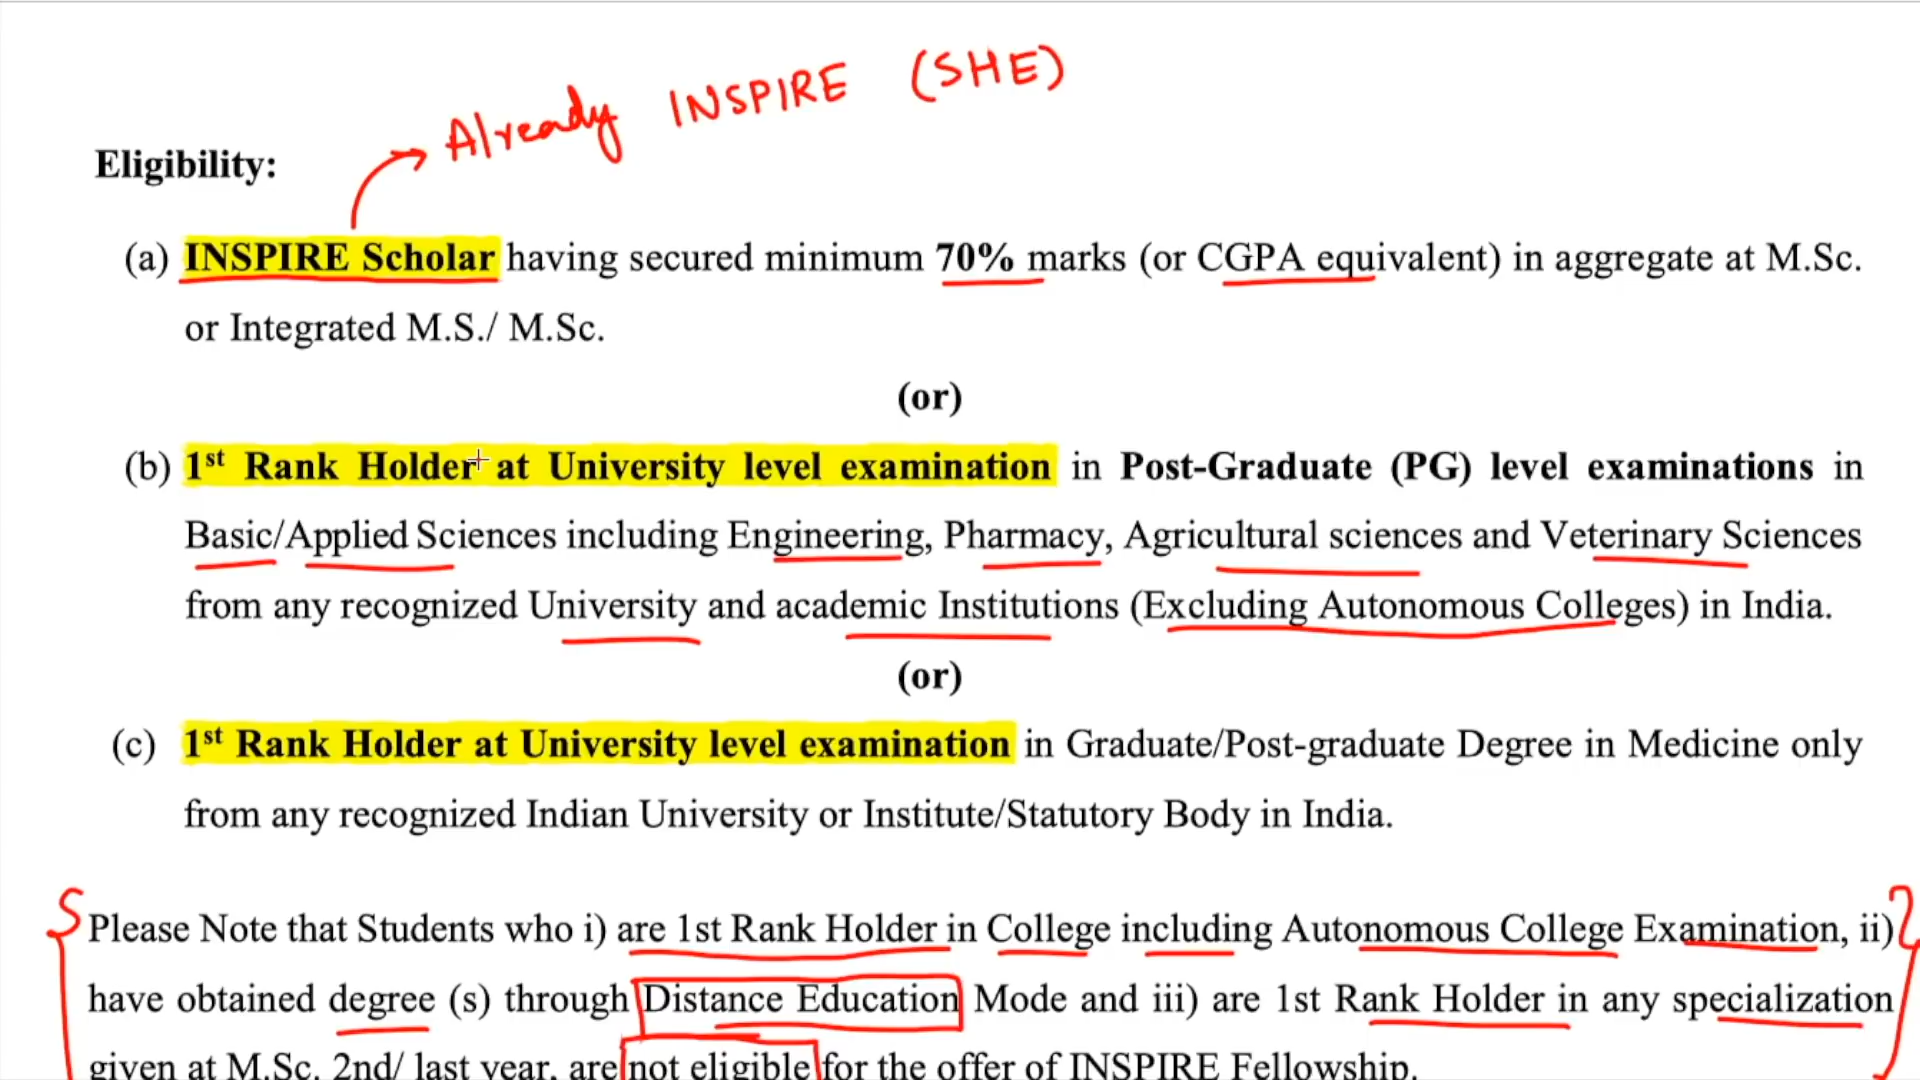 Already INSPIRE (SHE)
Eligibility:
(a) INSPIRE Scholar having secured minimum 70% marks (or CGPA equivalent) in aggregate at M.Sc.
or Integrated M.S./ M.Sc.
(or)
(b) 1st Rank Holder at University level examination in Post-Graduate (PG) level examinations in
Basic/Applied Sciences including Engineering, Pharmacy, Agricultural sciences and Veterinary Sciences
from any recognized University and academic Institutions (Excluding Autonomous Colleges) in India.
(or)
(c) 1st Rank Holder at University level examination in Graduate/Post-graduate Degree in Medicine only
from any recognized Indian University or Institute/Statutory Body in India.
Please Note that Students who i) are 1st Rank Holder in College including Autonomous College Examination, ii)
have obtained degree (s) through Distance Education Mode and iii) are 1st Rank Holder in any specialization
given at M.Sc. 2nd/ last year, are not eligible for the offer of INSPIRE Fellowship.